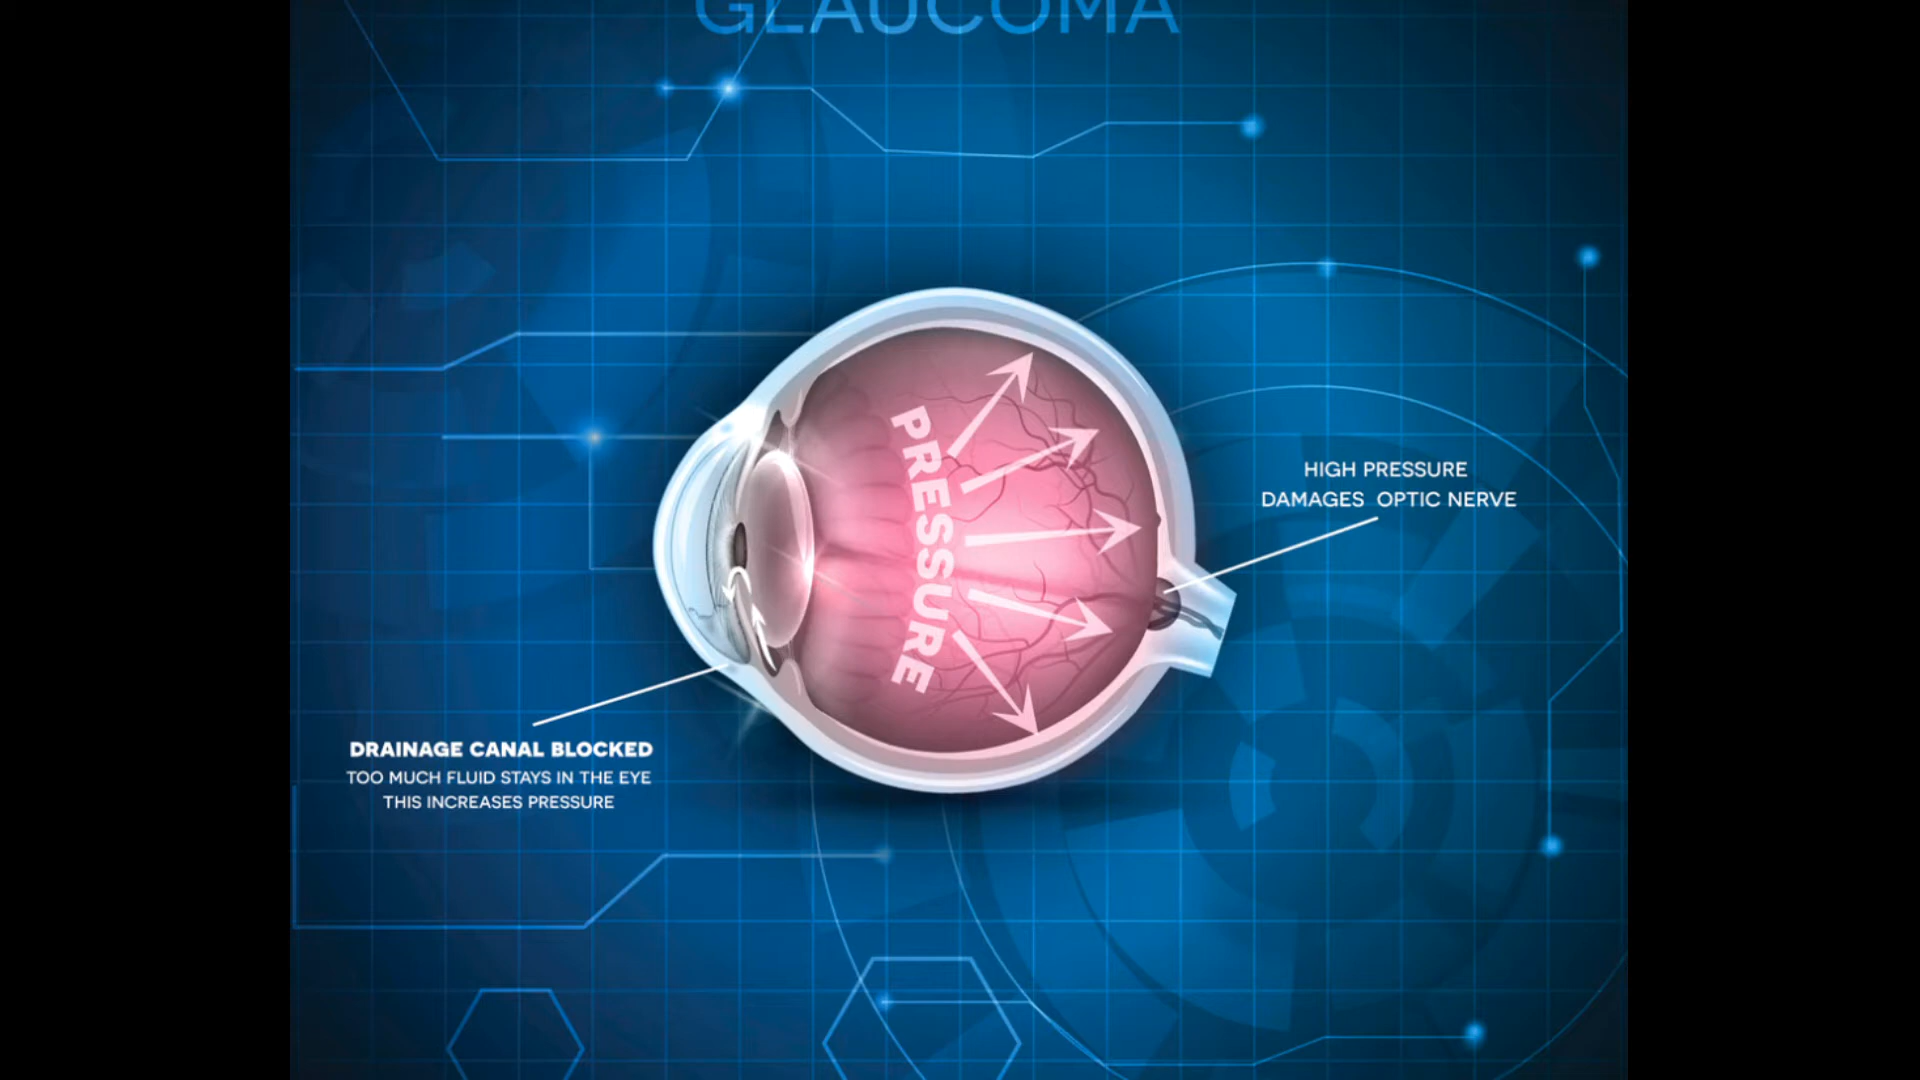 GLAUCOMA
PRESSURE
HIGH PRESSURE
DAMAGES OPTIC NERVE
DRAINAGE CANAL BLOCKED
TOO MUCH FLUID STAYS IN THE EYE
THIS INCREASES PRESSURE